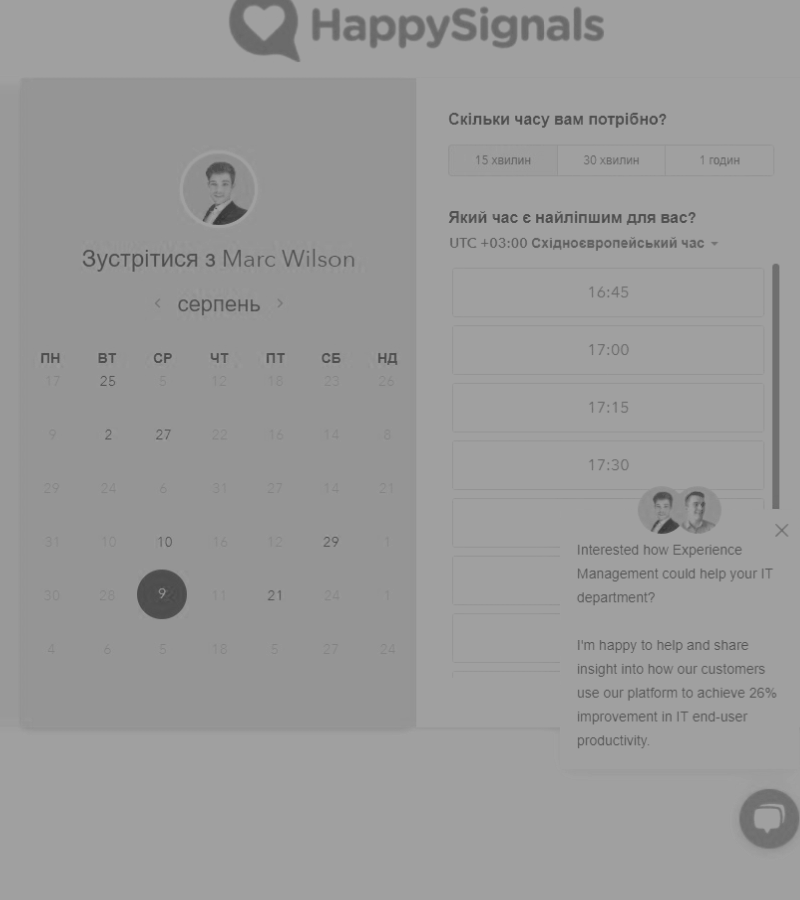 HappySignals
Зустрітися з Marc Wilson
серпень
ПН ВТ СР ЧТ ПТ СБ НД
17 25 5 12 18 23 26
9 2 27 22 16 14 8
29 24 6 31 27 14 21
31 10 10 16 12 29 1
30 28 9 11 21 24 1
4 6 5 18 5 27 24
Скільки часу вам потрібно?
15 хвилин 30 хвилин 1 годин
Який час є найліпшим для вас?
UTC +03:00 Східноєвропейський час
16:45
17:00
17:15
17:30
Interested how Experience
Management could help your IT
department?
I'm happy to help and share
insight into how our customers
use our platform to achieve 26%
improvement in IT end-user
productivity.